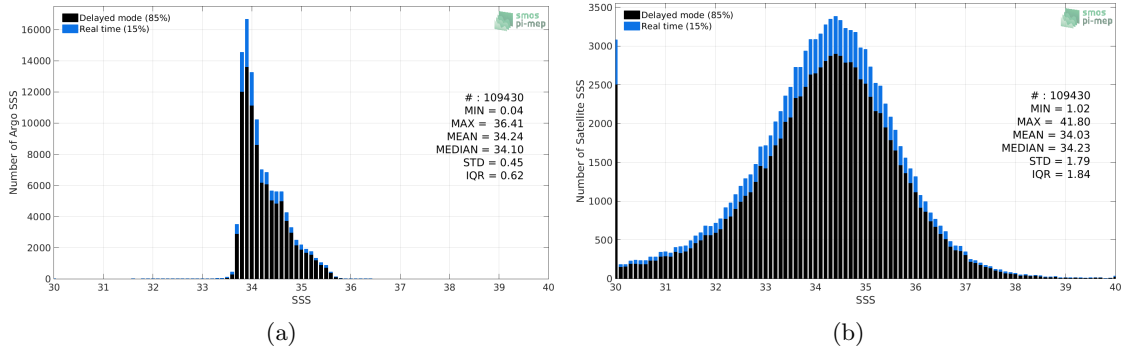 Delayed mode (85%)
Real time (15%)
smos
pi-mep
# : 109430
MIN = 0.04
MAX = 36.41
MEAN = 34.24
MEDIAN = 34.10
STD = 0.45
IQR = 0.62
Number of Argo SSS
16000
14000
12000
10000
8000
6000
4000
2000
0
30 31 32 33 34 35 36 37 38 39 40
SSS
(a)
Delayed mode (85%)
Real time (15%)
smos
pi-mep
# : 109430
MIN = 1.02
MAX = 41.80
MEAN = 34.03
MEDIAN = 34.23
STD = 1.79
IQR = 1.84
Number of Satellite SSS
3500
3000
2500
2000
1500
1000
500
0
30 31 32 33 34 35 36 37 38 39 40
SSS
(b)